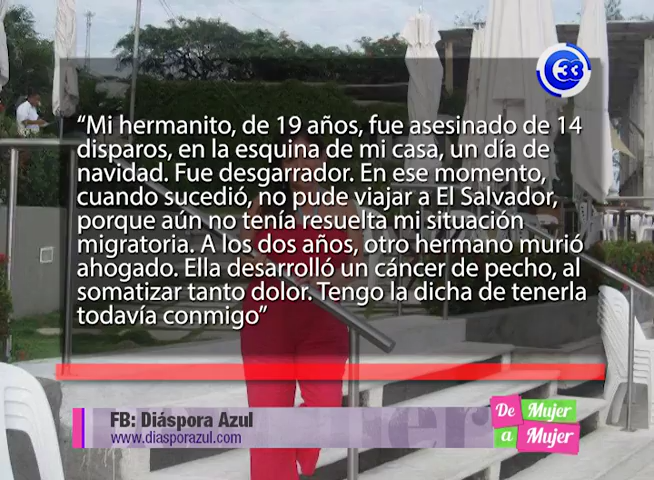 33
“Mi hermanito, de 19 años, fue asesinado de 14
disparos, en la esquina de mi casa, un día de
navidad. Fue desgarrador. En ese momento,
cuando sucedió, no pude viajar a El Salvador,
porque aún no tenía resuelta mi situación
migratoria. A los dos años, otro hermano murió
ahogado. Ella desarrolló un cáncer de pecho, al
somatizar tanto dolor. Tengo la dicha de tenerla
todavía conmigo”
FB: Diáspora Azul
www.diasporazul.com
De Mujer
a Mujer